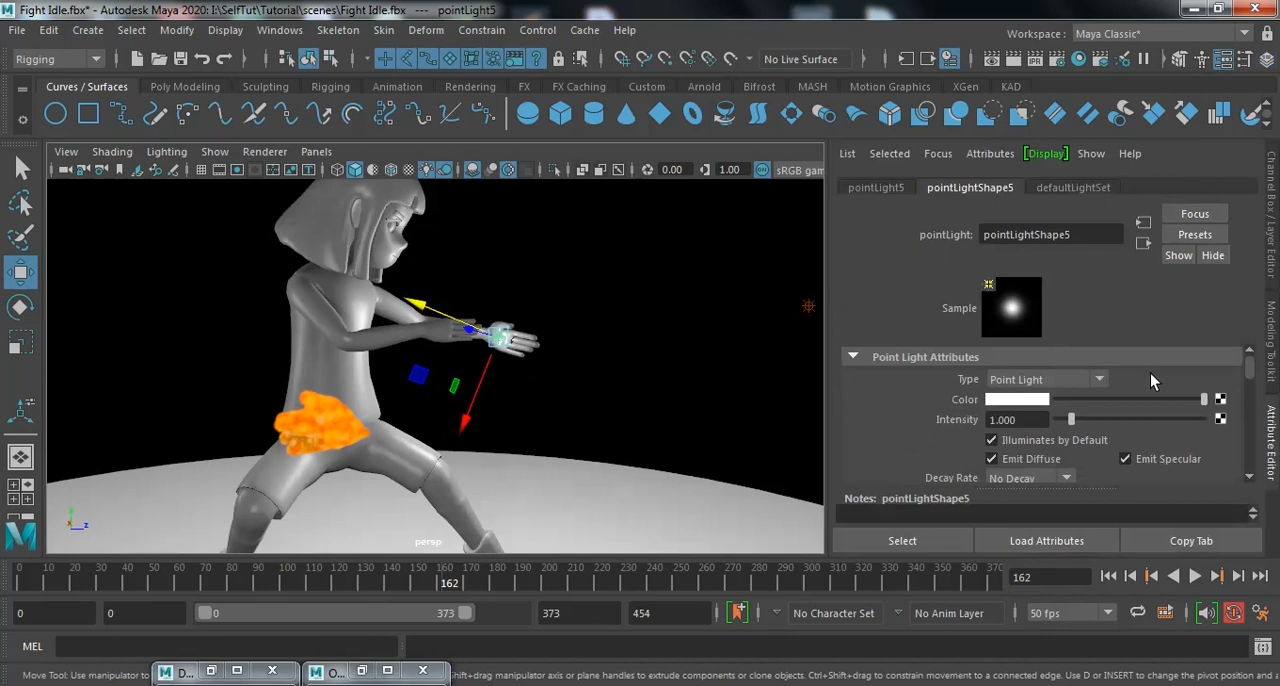 Fight Idle.fbx* - Autodesk Maya 2020: I:\SelfTut\Tutorial\scenes\Fight Idle.fbx* --- pointLight5
File Edit Create Select Modify Display Windows Skeleton Skin Deform Constrain Control Cache Help
Workspace : Maya Classic*
Rigging No Live Surface
Curves / Surfaces Poly Modeling Sculpting Rigging Animation Rendering FX FX Caching Custom Arnold Bifrost MASH Motion Graphics XGen KAD
View Shading Lighting Show Renderer Panels
0.00 1.00 sRGB gam
persp
List Selected Focus Attributes [Display] Show Help
pointLight5 pointLightShape5 defaultLightSet
Focus
pointLight: pointLightShape5 Presets
Show Hide
Sample
Point Light Attributes
Type Point Light
Color
Intensity 1.000
Illuminates by Default
Emit Diffuse Emit Specular
Decay Rate No Decay
Notes: pointLightShape5
Select Load Attributes Copy Tab
Channel Box / Layer Editor
Modeling Toolkit
Attribute Editor
0 10 20 30 40 50 60 70 80 90 100 110 120 130 140 150 160 170 180 190 200 210 220 230 240 250 260 270 280 290 300 310 320 330 340 350 360 370
162 162
0 0 0 373 373 454 No Character Set No Anim Layer 50 fps
MEL
D... O...
Move Tool: Use manipulator to Shift+drag manipulator axis or plane handles to extrude components or clone objects. Ctrl+Shift+drag to constrain movement to a connected edge. Use D or INSERT to change the pivot position and a